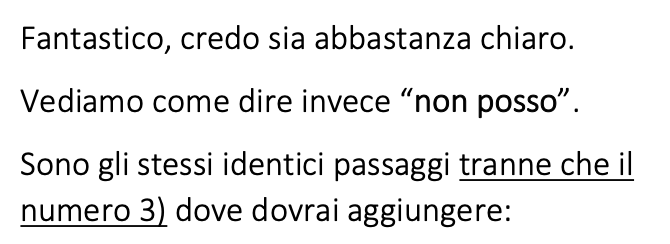 Fantastico, credo sia abbastanza chiaro.
Vediamo come dire invece “non posso”.
Sono gli stessi identici passaggi tranne che il
numero 3) dove dovrai aggiungere: